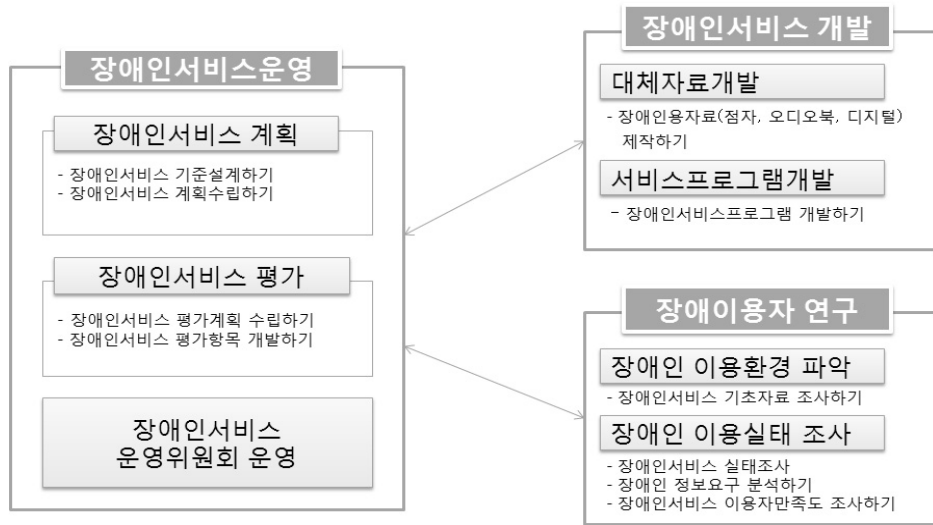 장애인서비스운영
장애인서비스 계획
- 장애인서비스 기준설계하기
- 장애인서비스 계획수립하기
장애인서비스 평가
- 장애인서비스 평가계획 수립하기
- 장애인서비스 평가항목 개발하기
장애인서비스
운영위원회 운영
장애인서비스 개발
대체자료개발
- 장애인용자료(점자, 오디오북, 디지털)
제작하기
서비스프로그램개발
- 장애인서비스프로그램 개발하기
장애이용자 연구
장애인 이용환경 파악
- 장애인서비스 기초자료 조사하기
장애인 이용실태 조사
- 장애인서비스 실태조사
- 장애인 정보요구 분석하기
- 장애인서비스 이용자만족도 조사하기